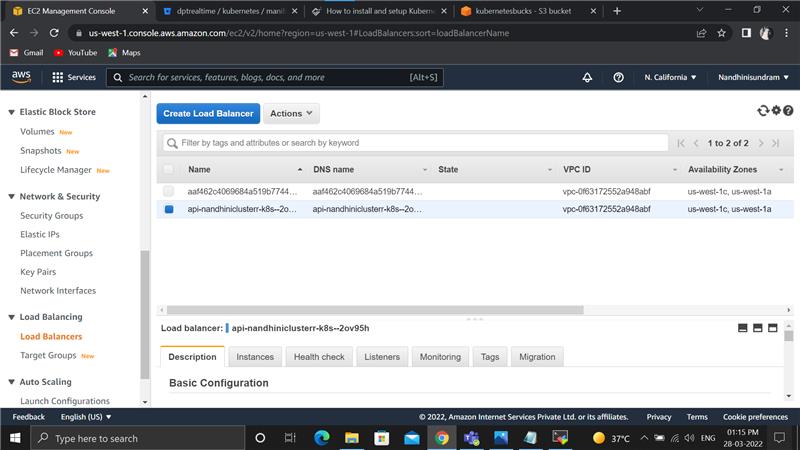 EC2 Management Console
dptrealtime / kubernetes / manif
How to install and setup Kuberne
kubernetesbucks - S3 bucket
us-west-1.console.aws.amazon.com/ec2/v2/home?region=us-west-1#LoadBalancers:sort=loadBalancerName
Gmail
YouTube
Maps
aws
Services
Search for services, features, blogs, docs, and more
[Alt+S]
N. California
Nandhinisundram
Elastic Block Store
Volumes New
Snapshots New
Lifecycle Manager New
Network & Security
Security Groups
Elastic IPs
Placement Groups
Key Pairs
Network Interfaces
Load Balancing
Load Balancers
Target Groups New
Auto Scaling
Launch Configurations
Create Load Balancer
Actions
Filter by tags and attributes or search by keyword
1 to 2 of 2
Name DNS name State VPC ID Availability Zones
aaf462c4069684a519b7744... aaf462c4069684a519b7744... vpc-0f63172552a948abf us-west-1c, us-west-1a
api-nandhiniclusterr-k8s--2o... api-nandhiniclusterr-k8s--2o... vpc-0f63172552a948abf us-west-1c, us-west-1a
Load balancer: api-nandhiniclusterr-k8s--2ov95h
Description Instances Health check Listeners Monitoring Tags Migration
Basic Configuration
Feedback English (US) © 2022, Amazon Internet Services Private Ltd. or its affiliates. Privacy Terms Cookie preferences
Type here to search
37°C
ENG
01:15 PM
28-03-2022